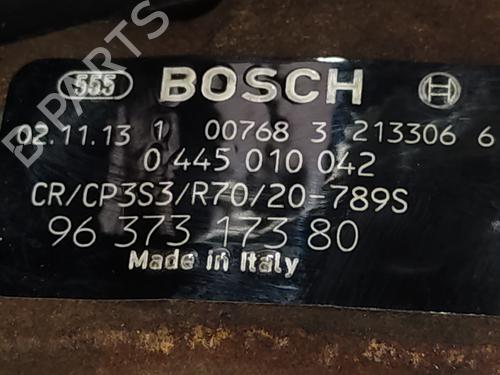 555 BOSCH
02.11.13 1 00768 3 213306 6
0 445 010 042
CR/CP3S3/R70/20-789S
96 373 173 80
Made in Italy
B-PARTS